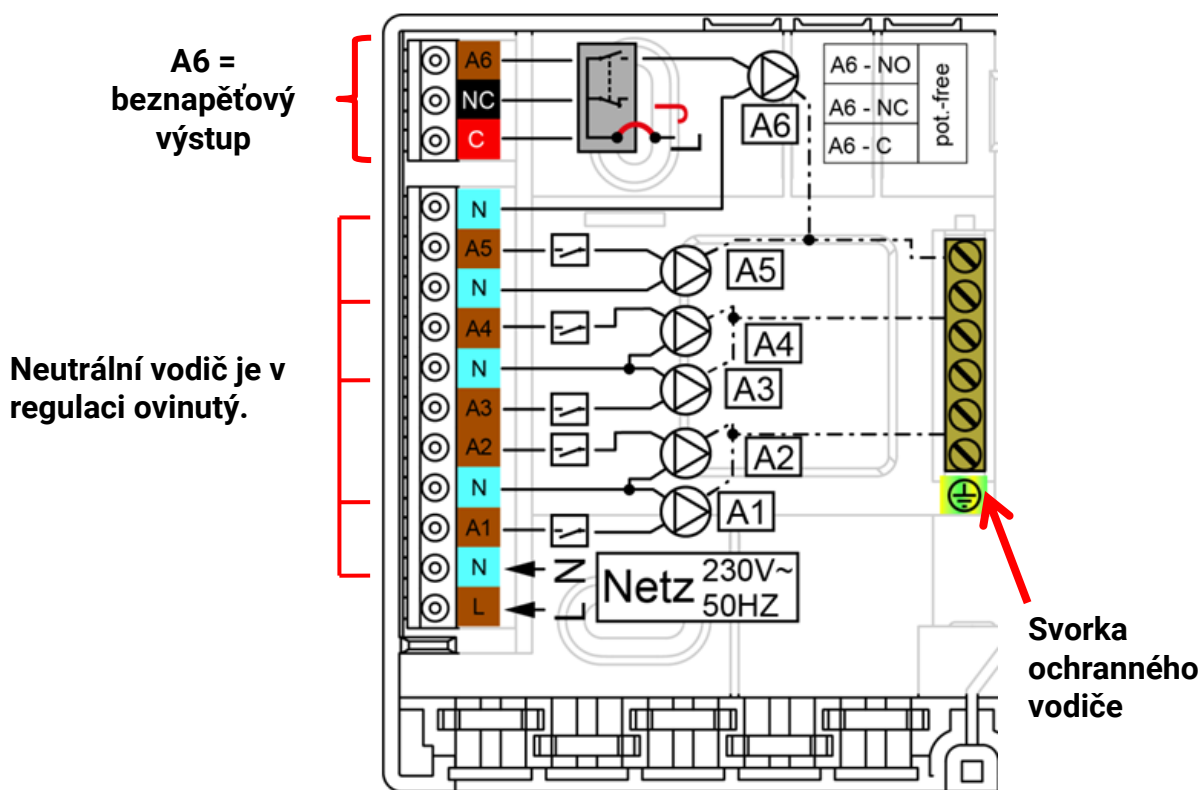 A6 =
beznapěťový
výstup
Neutrální vodič je v
regulaci ovinutý.
A6
NC
C
N
A5
N
A4
N
A3
A2
N
A1
N
L
J
L
A6
A5
A4
A3
A2
A1
A6 - NO
A6 - NC
A6 - C
pot.-free
N
L
Netz
230V~
50HZ
Svorka
ochranného
vodiče